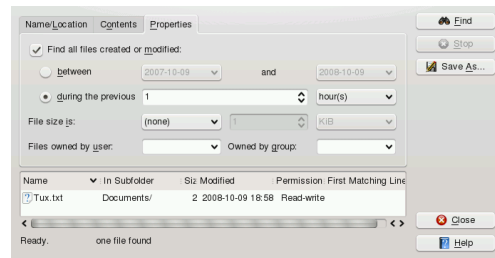 Name/Location Contents Properties
Find
Find all files created or modified:
Stop
between 2007-10-09 and 2008-10-09
Save As...
during the previous 1 hour(s)
File size is: (none) 1 KiB
Files owned by user: Owned by group:
Name In Subfolder Siz Modified Permission First Matching Line
Tux.txt Documents/ 2 2008-10-09 18:58 Read-write
Close
Ready. one file found
Help